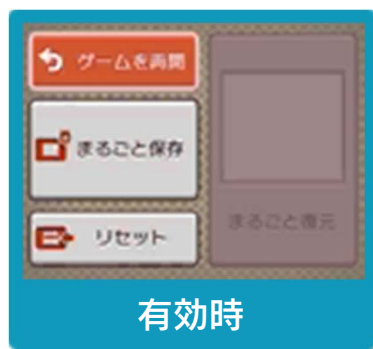 ゲームを再開
まるごと保存
リセット
まるごと復元
有効時